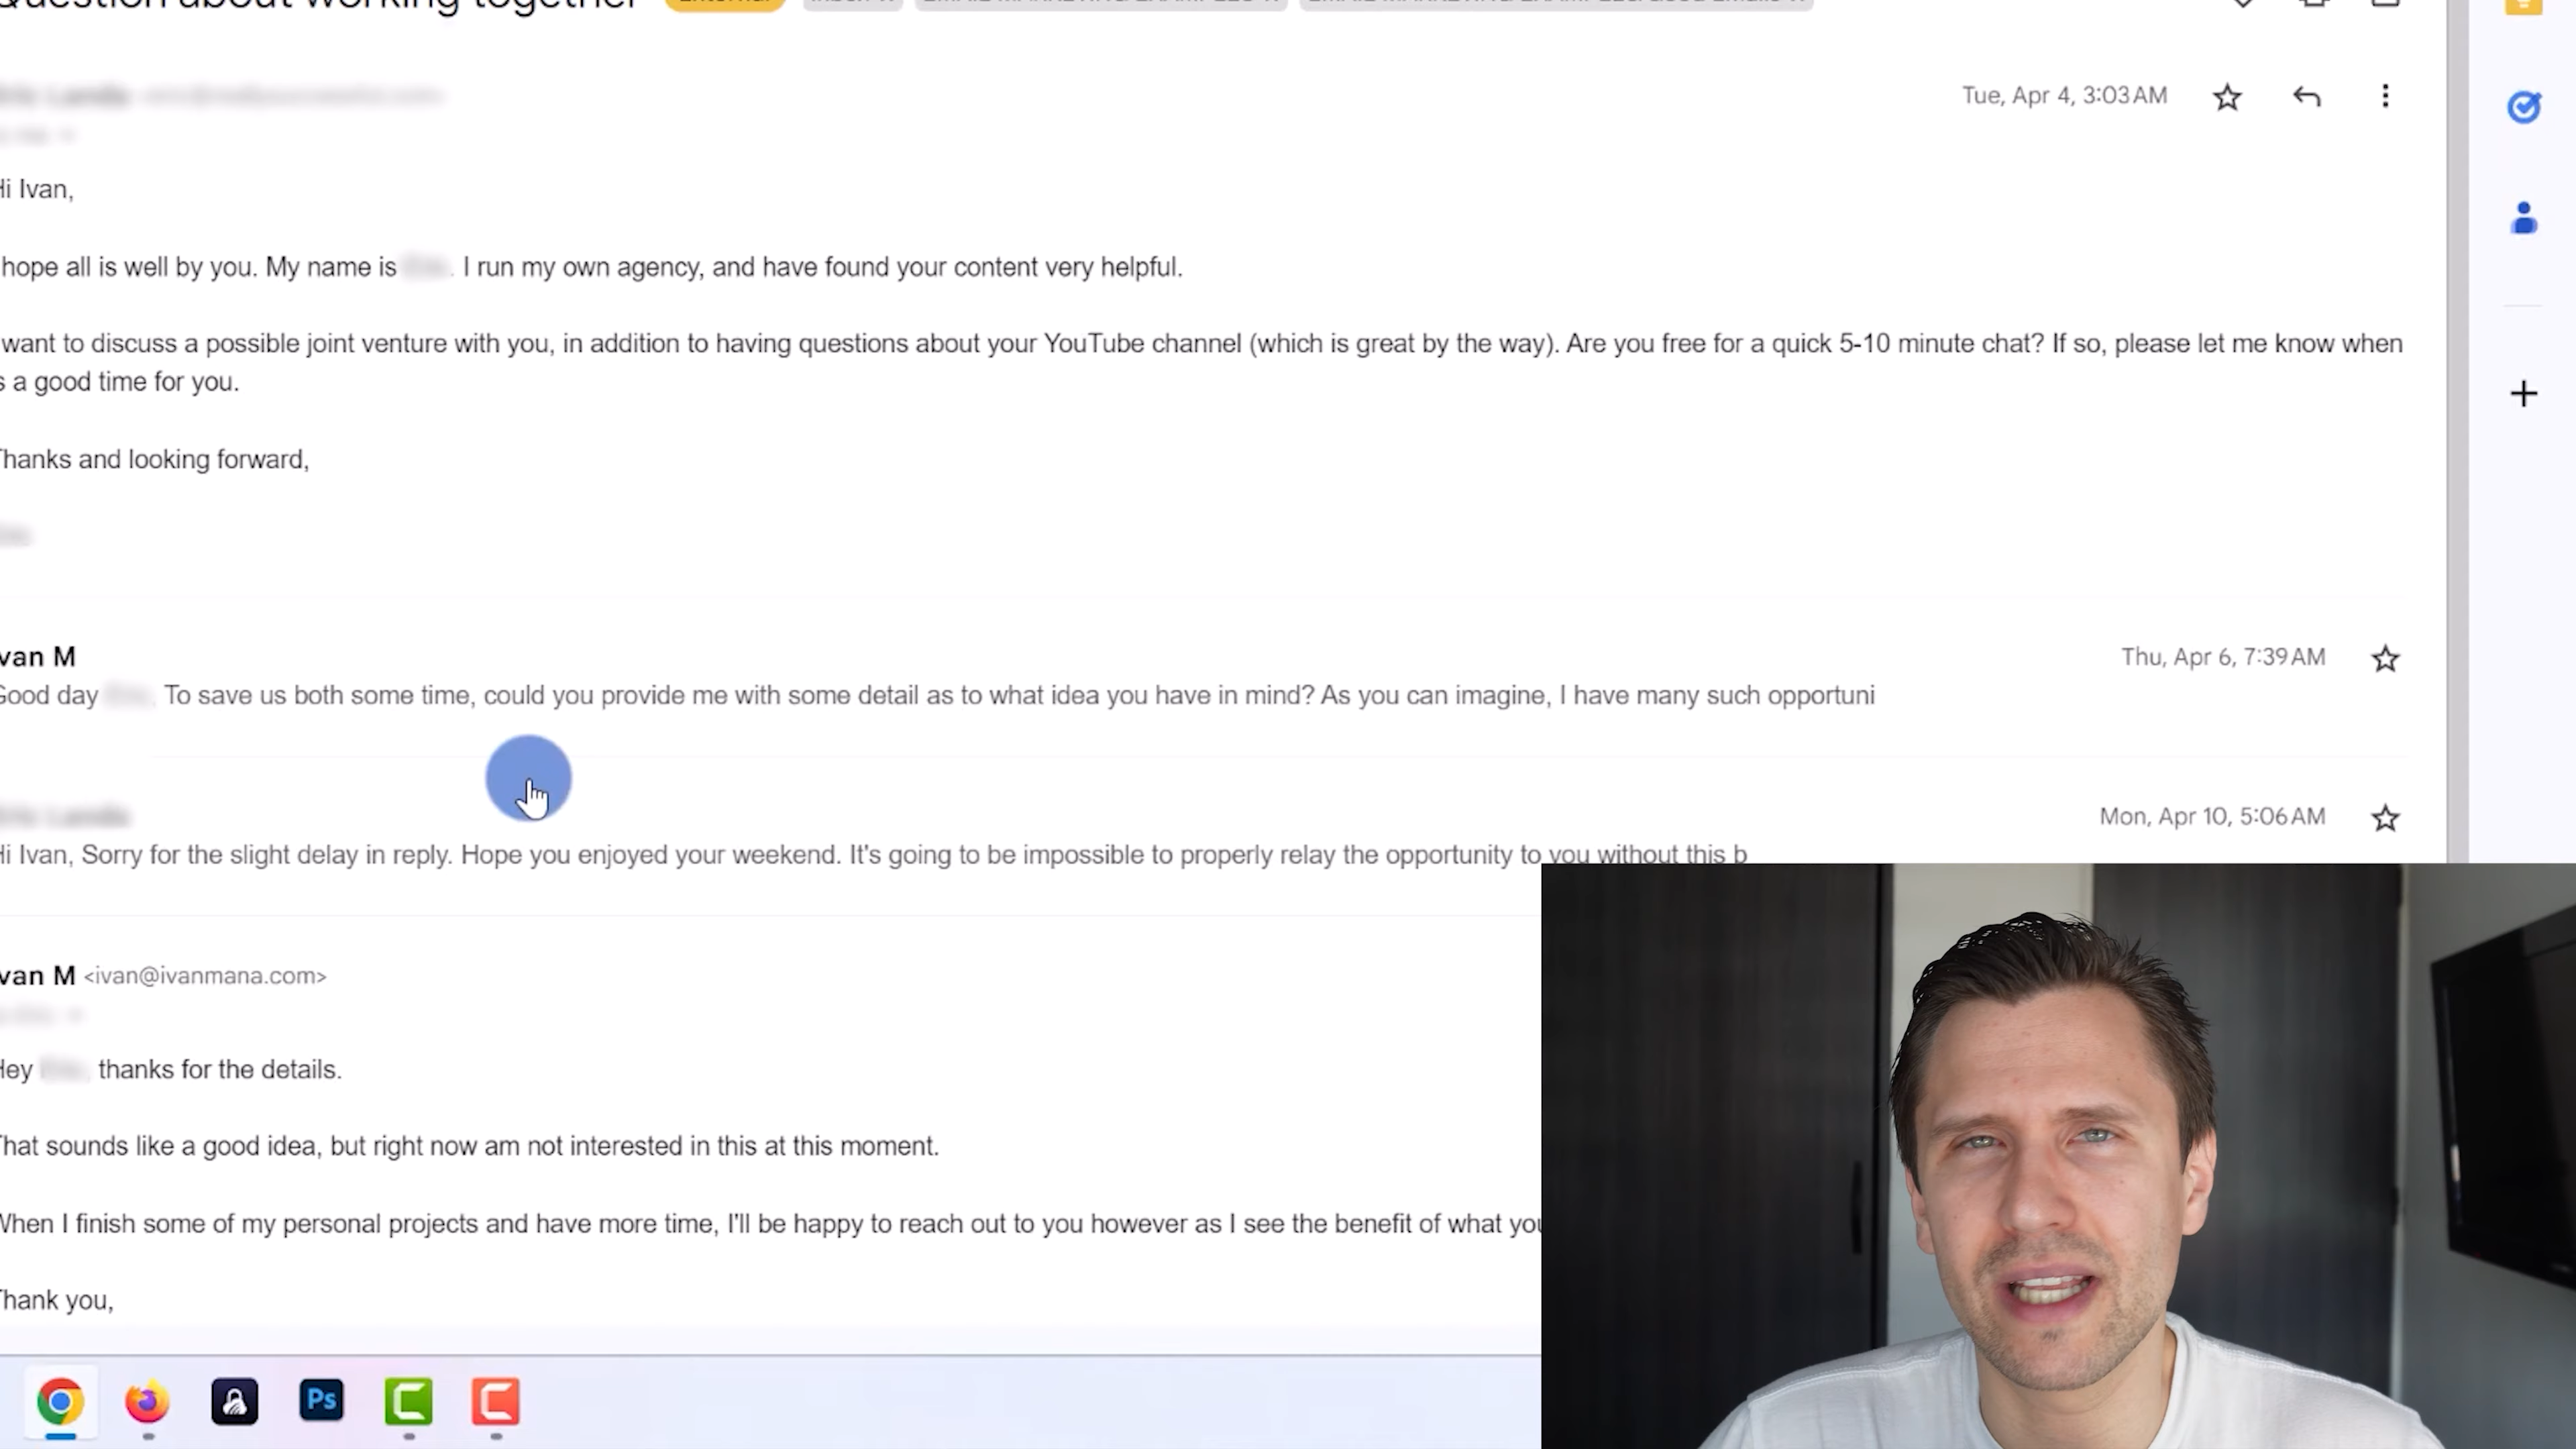 Question about working together
Tue, Apr 4, 3:03 AM
Hi Ivan,
hope all is well by you. My name is . I run my own agency, and have found your content very helpful.
want to discuss a possible joint venture with you, in addition to having questions about your YouTube channel (which is great by the way). Are you free for a quick 5-10 minute chat? If so, please let me know when
s a good time for you.
Thanks and looking forward,
Ivan M
Thu, Apr 6, 7:39 AM
Good day To save us both some time, could you provide me with some detail as to what idea you have in mind? As you can imagine, I have many such opportuni
Mon, Apr 10, 5:06 AM
Hi Ivan, Sorry for the slight delay in reply. Hope you enjoyed your weekend. It's going to be impossible to properly relay the opportunity to you without this b
Ivan M <ivan@ivanmana.com>
Hey thanks for the details.
That sounds like a good idea, but right now am not interested in this at this moment.
When I finish some of my personal projects and have more time, I'll be happy to reach out to you however as I see the benefit of what you
Thank you,
Ps